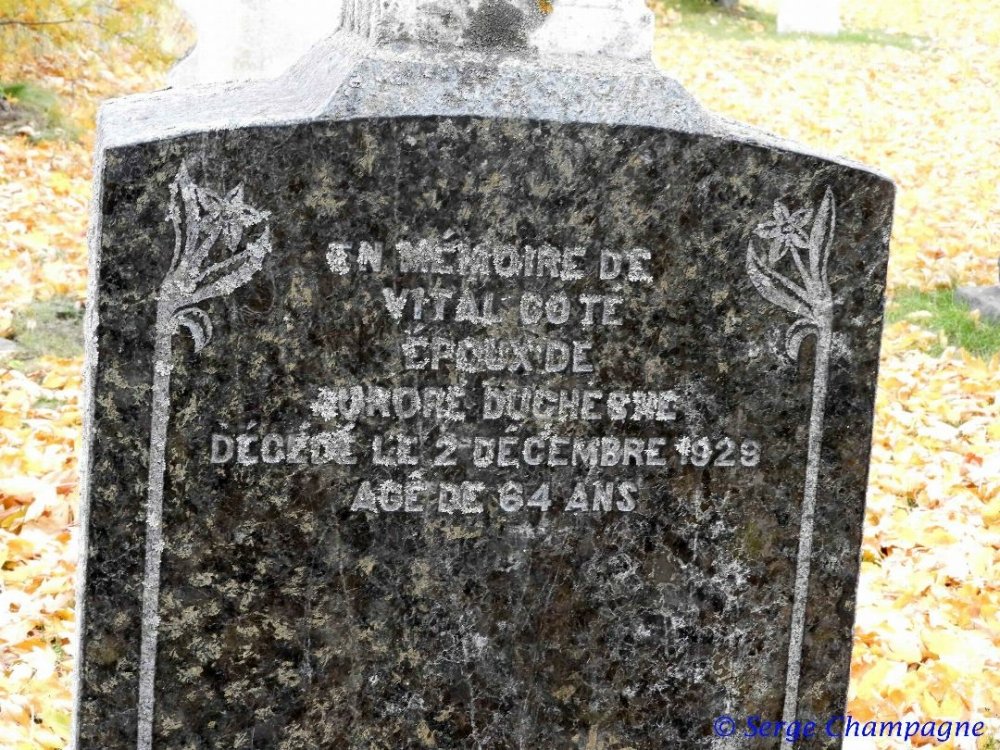 EN MÉMOIRE DE
VITAL COTE
ÉPOUX DE
AURORE DUCHESNE
DÉCÉDÉ LE 2 DÉCEMBRE 1929
AGÉ DE 64 ANS
© Serge Champagne